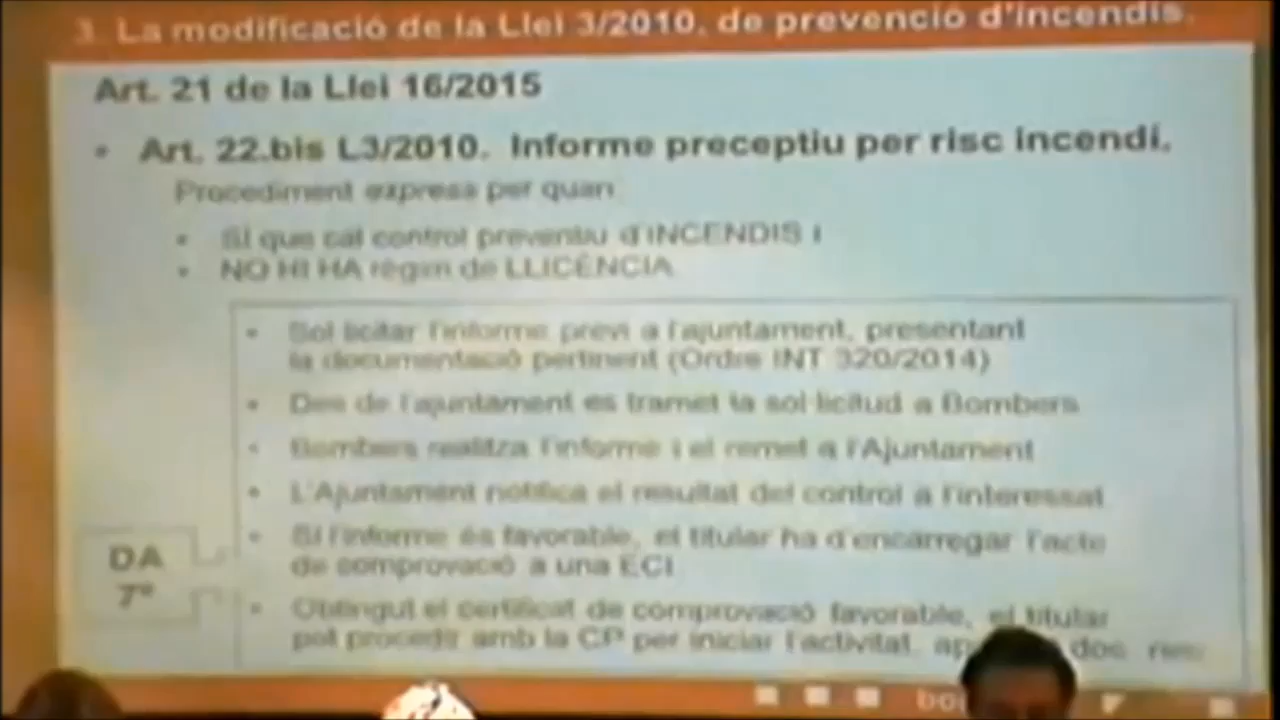 3. La modificació de la Llei 3/2010, de prevenció d'incendis.
Art. 21 de la Llei 16/2015
• Art. 22.bis L3/2010. Informe preceptiu per risc incendi.
Procediment expres per quan:
• SI que cal control preventiu d'INCENDIS i
• NO HI HA règim de LLICÈNCIA
• Sol·licitar l'informe previ a l'ajuntament, presentant
la documentació pertinent (Ordre INT 320/2014)
• Des de l'ajuntament es tramet la sol·licitud a Bombers
• Bombers realitza l'informe i el remet a l'Ajuntament
• L'Ajuntament notifica el resultat del control a l'interessat
• Si l'informe és favorable, el titular ha d'encarregar l'acte
de comprovació a una ECI
DA
7ª
• Obtingut el certificat de comprovació favorable, el titular
pot procedir amb la CP per iniciar l'activitat,